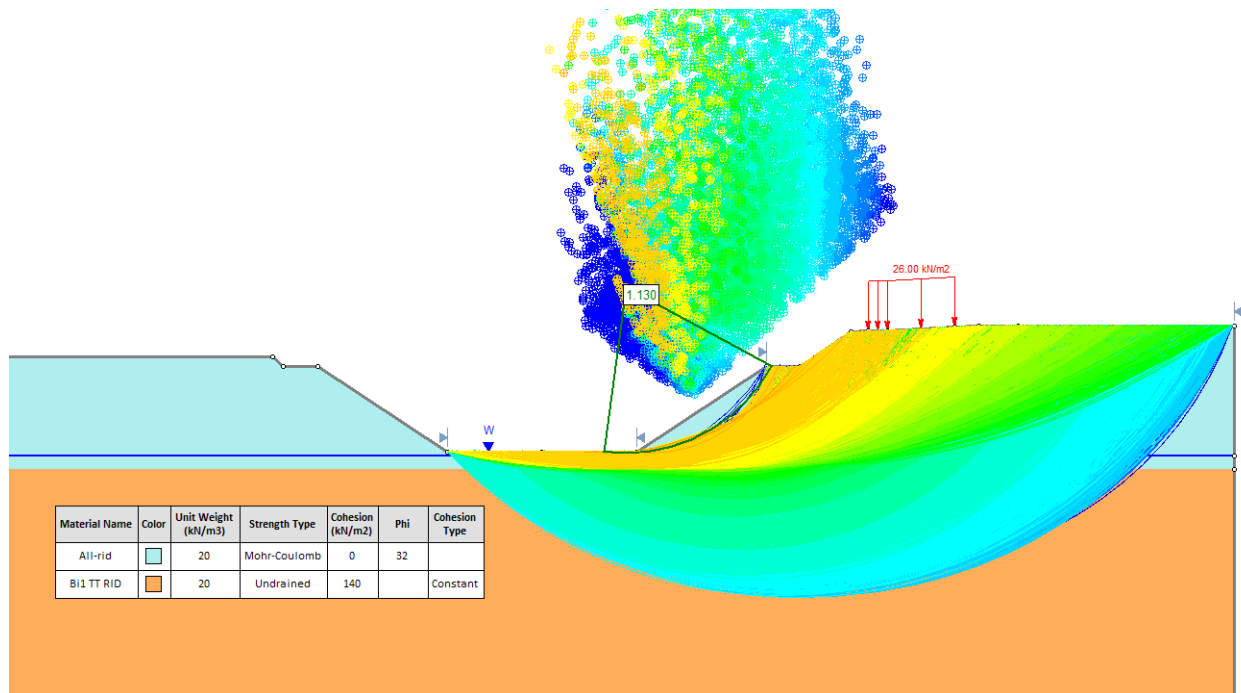 1.130
26.00 kN/m2
W
Material Name Color Unit Weight (kN/m3) Strength Type Cohesion (kN/m2) Phi Cohesion Type
All-rid 20 Mohr-Coulomb 0 32
Bi1 TT RID 20 Undrained 140 Constant